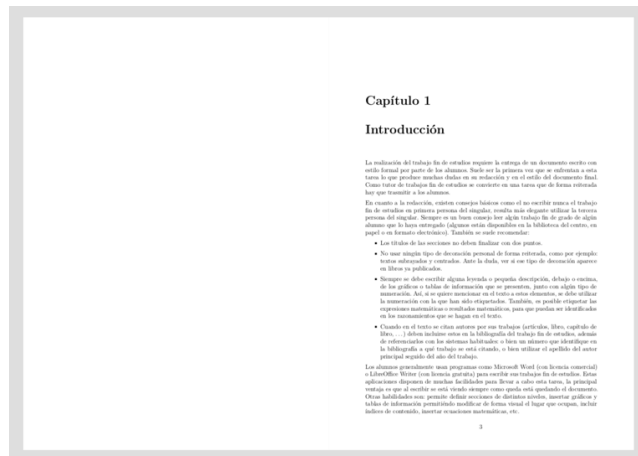 Capítulo 1
Introducción
La realización del trabajo fin de estudios requiere la entrega de un documento escrito con
estilo formal por parte de los alumnos. Suele ser la primera vez que se enfrentan a esta
tarea lo que produce muchas dudas en su redacción y en el estilo del documento final.
Como tutor de trabajos fin de estudios se convierte en una tarea que de forma reiterada
hay que trasmitir a los alumnos.
En cuanto a la redacción, existen consejos básicos como el no escribir nunca el trabajo
fin de estudios en primera persona del singular, resulta más elegante utilizar la tercera
persona del singular. Siempre es un buen consejo leer algún trabajo fin de grado de algún
alumno que lo haya entregado (algunos están disponibles en la biblioteca del centro, en
papel o en formato electrónico). También se suele recomendar:
• Los títulos de las secciones no deben finalizar con dos puntos.
• No usar ningún tipo de decoración personal de forma reiterada, como por ejemplo:
textos subrayados y centrados. Ante la duda, ver si ese tipo de decoración aparece
en libros ya publicados.
• Siempre se debe escribir alguna leyenda o pequeña descripción, debajo o encima,
de los gráficos o tablas de información que se presenten, junto con algún tipo de
numeración. Así, si se quiere mencionar en el texto a estos elementos, se debe utilizar
la numeración con la que han sido etiquetados. También, es posible etiquetar las
expresiones matemáticas o resultados matemáticos, para que puedan ser identificados
en los razonamientos que se hagan en el texto.
• Cuando en el texto se citan autores por sus trabajos (artículos, libro, capítulo de
libro, . . . ) deben incluirse estos en la bibliografía del trabajo fin de estudios, además
de referenciarlos con los sistemas habituales: o bien un número que identifique en
la bibliografía a qué trabajo se está citando, o bien utilizar el apellido del autor
principal seguido del año del trabajo.
Los alumnos generalmente usan programas como Microsoft Word (con licencia comercial)
o LibreOffice Writer (con licencia gratuita) para escribir sus trabajos fin de estudios. Estas
aplicaciones disponen de muchas facilidades para llevar a cabo esta tarea, la principal
ventaja es que al escribir se está viendo siempre como queda está quedando el documento.
Otras habilidades son: permite definir secciones de distintos niveles, insertar gráficos y
tablas de información permitiéndo modificar de forma visual el lugar que ocupan, incluir
índices de contenido, insertar ecuaciones matemáticas, etc.
3